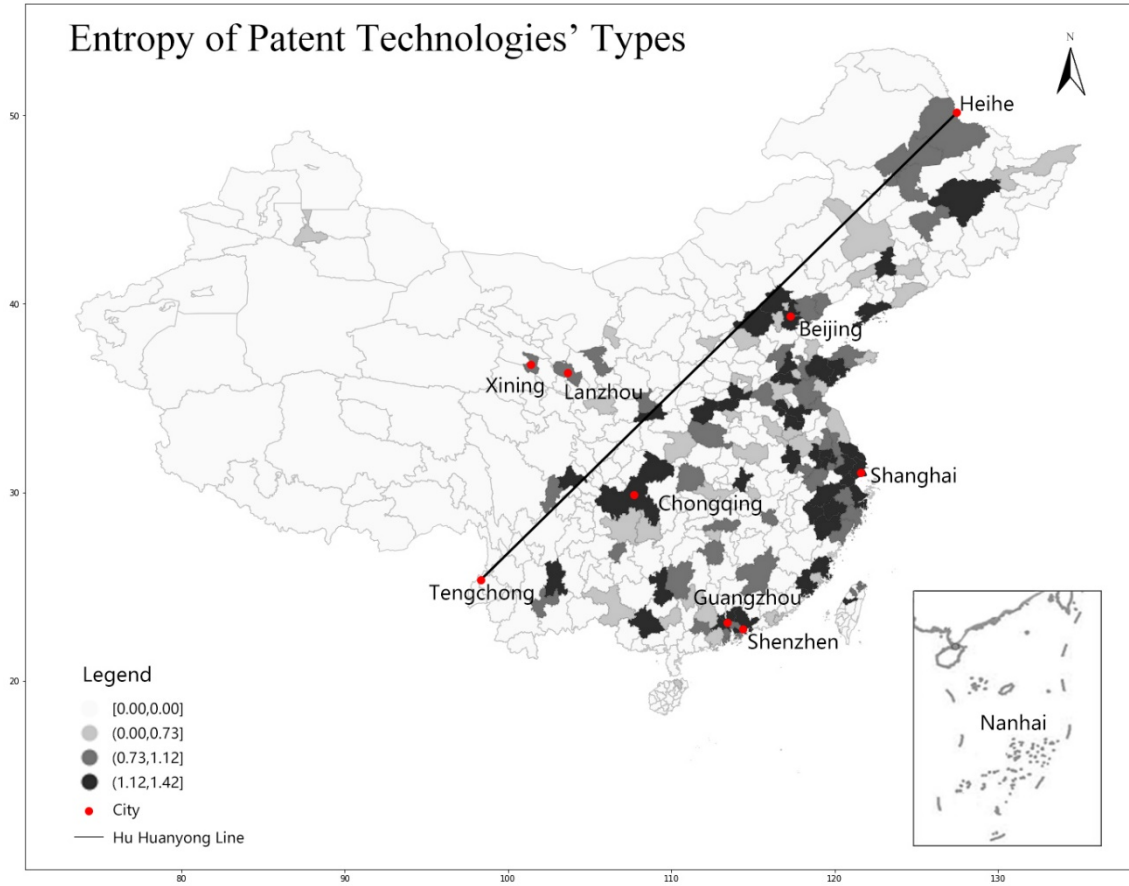 Entropy of Patent Technologies' Types
N
50
Heihe
40
Beijing
Xining
Lanzhou
Shanghai
30
Chongqing
Tengchong
Guangzhou
Shenzhen
Legend
20
[0.00,0.00]
(0.00,0.73]
(0.73,1.12]
(1.12,1.42]
City
Hu Huanyong Line
Nanhai
80
90
100
110
120
130